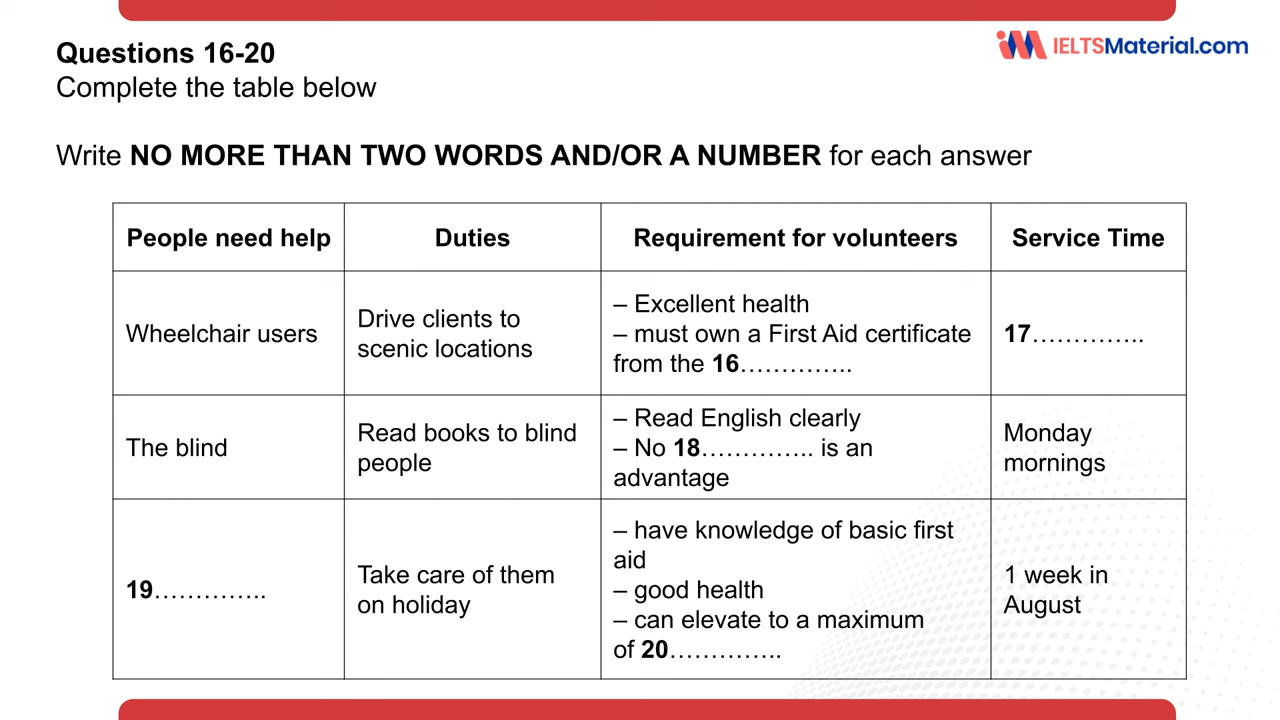 Questions 16-20
IELTSMaterial.com
Complete the table below
Write NO MORE THAN TWO WORDS AND/OR A NUMBER for each answer
People need help
Duties
Requirement for volunteers
Service Time
Wheelchair users
Drive clients to
scenic locations
– Excellent health
– must own a First Aid certificate
from the 16…………..
17…………..
The blind
Read books to blind
people
– Read English clearly
– No 18………….. is an
advantage
Monday
mornings
19…………..
Take care of them
on holiday
– have knowledge of basic first
aid
– good health
– can elevate to a maximum
of 20…………..
1 week in
August